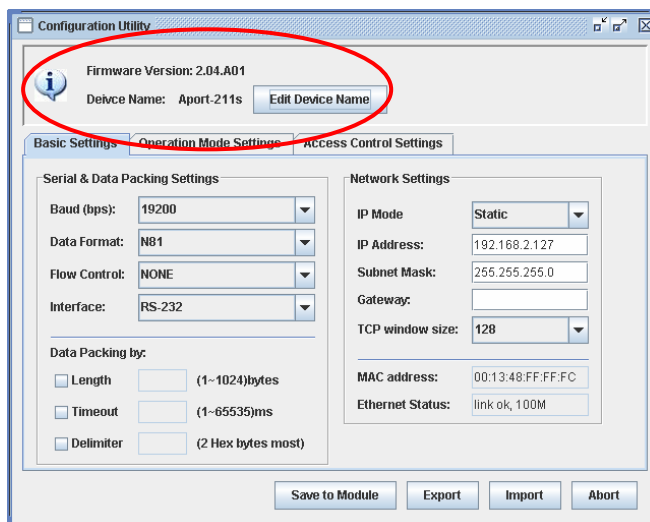 Configuration Utility
Firmware Version: 2.04.A01
Deivce Name: Aport-211s Edit Device Name
Basic Settings Operation Mode Settings Access Control Settings
Serial & Data Packing Settings
Baud (bps): 19200
Data Format: N81
Flow Control: NONE
Interface: RS-232
Data Packing by:
Length (1~1024)bytes
Timeout (1~65535)ms
Delimiter (2 Hex bytes most)
Network Settings
IP Mode Static
IP Address: 192.168.2.127
Subnet Mask: 255.255.255.0
Gateway:
TCP window size: 128
MAC address: 00:13:48:FF:FF:FC
Ethernet Status: link ok, 100M
Save to Module Export Import Abort